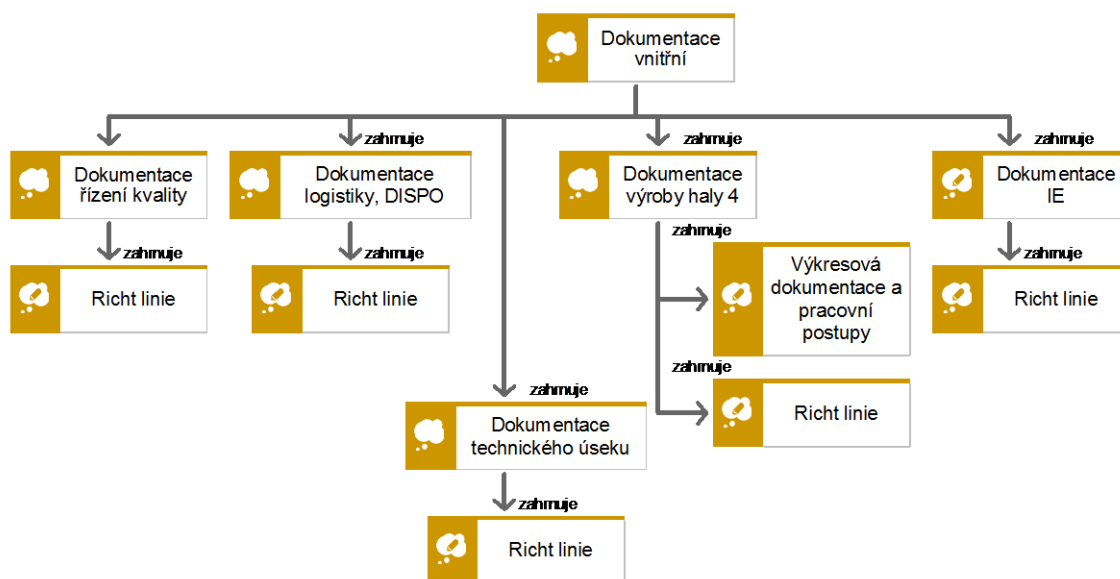 Dokumentace
vnitřní
zahrnuje
zahrnuje
zahrnuje
Dokumentace
řízení kvality
Dokumentace
logistiky, DISPO
Dokumentace
výroby haly 4
Dokumentace
IE
zahrnuje
zahrnuje
zahrnuje
zahrnuje
Richt linie
Richt linie
Výkresová
dokumentace a
pracovní
postupy
Richt linie
zahrnuje
zahrnuje
Dokumentace
technického úseku
Richt linie
zahrnuje
Richt linie